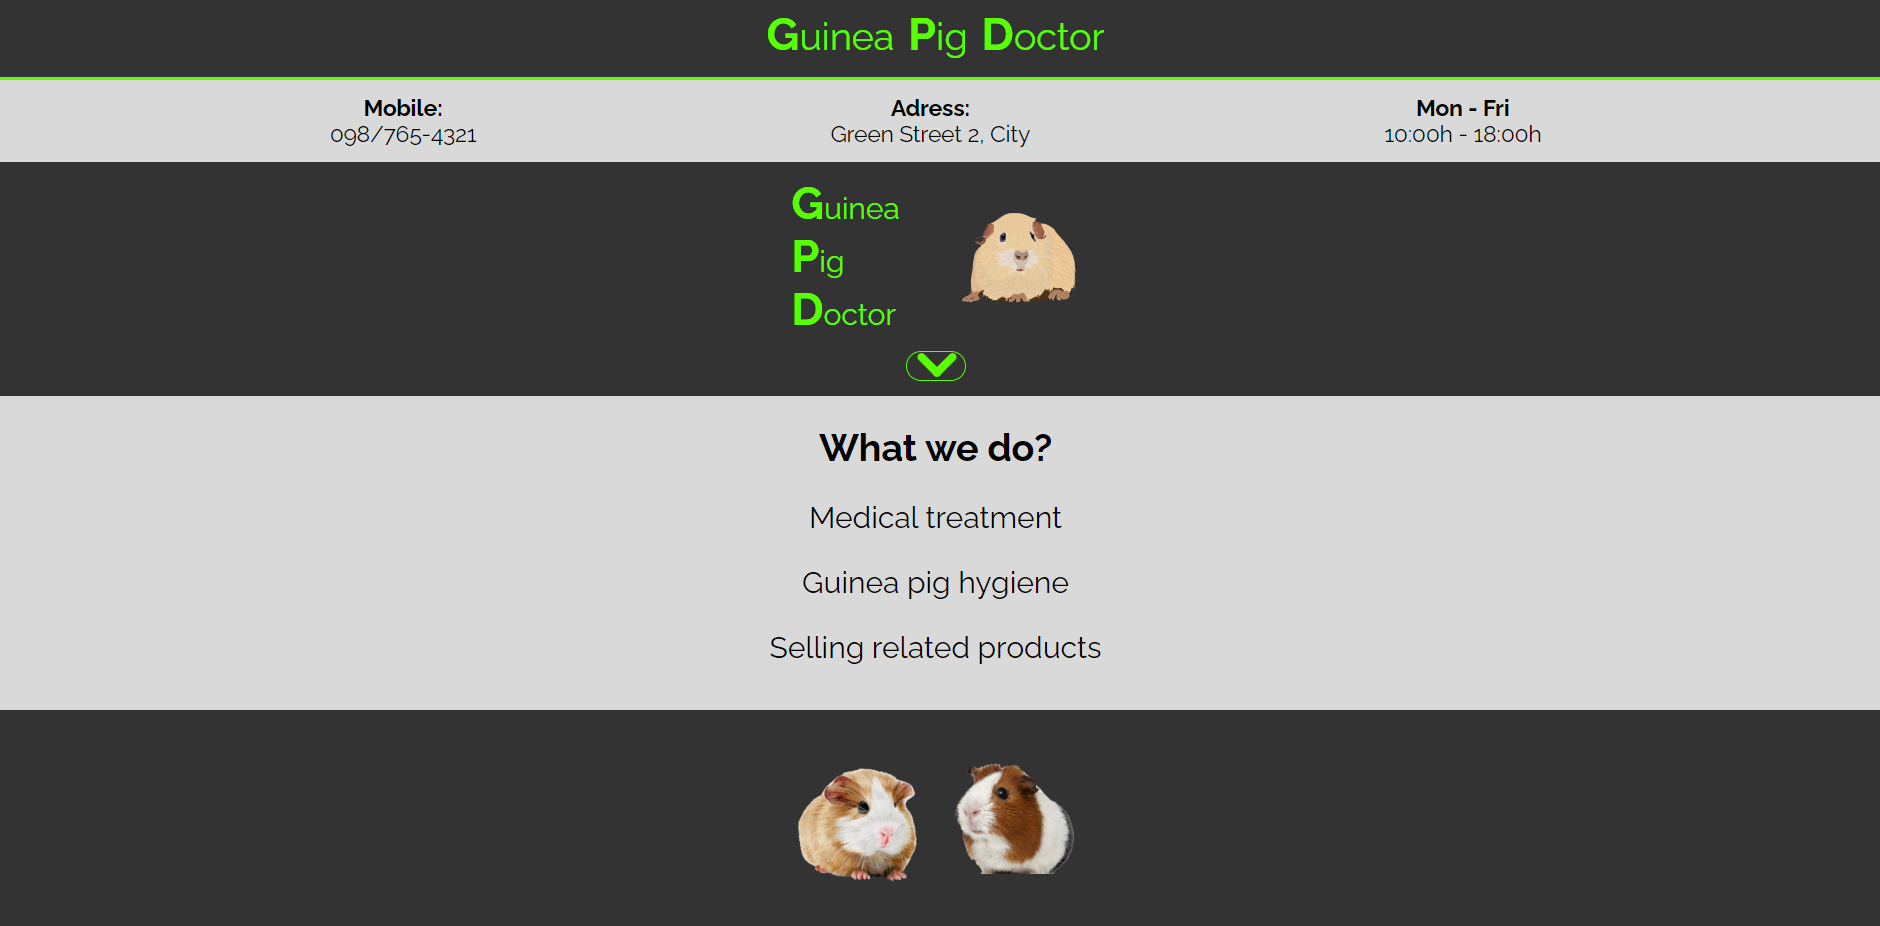 Guinea Pig Doctor
Mobile:
098/765-4321
Adress:
Green Street 2, City
Mon - Fri
10:00h - 18:00h
Guinea
Pig
Doctor
What we do?
Medical treatment
Guinea pig hygiene
Selling related products